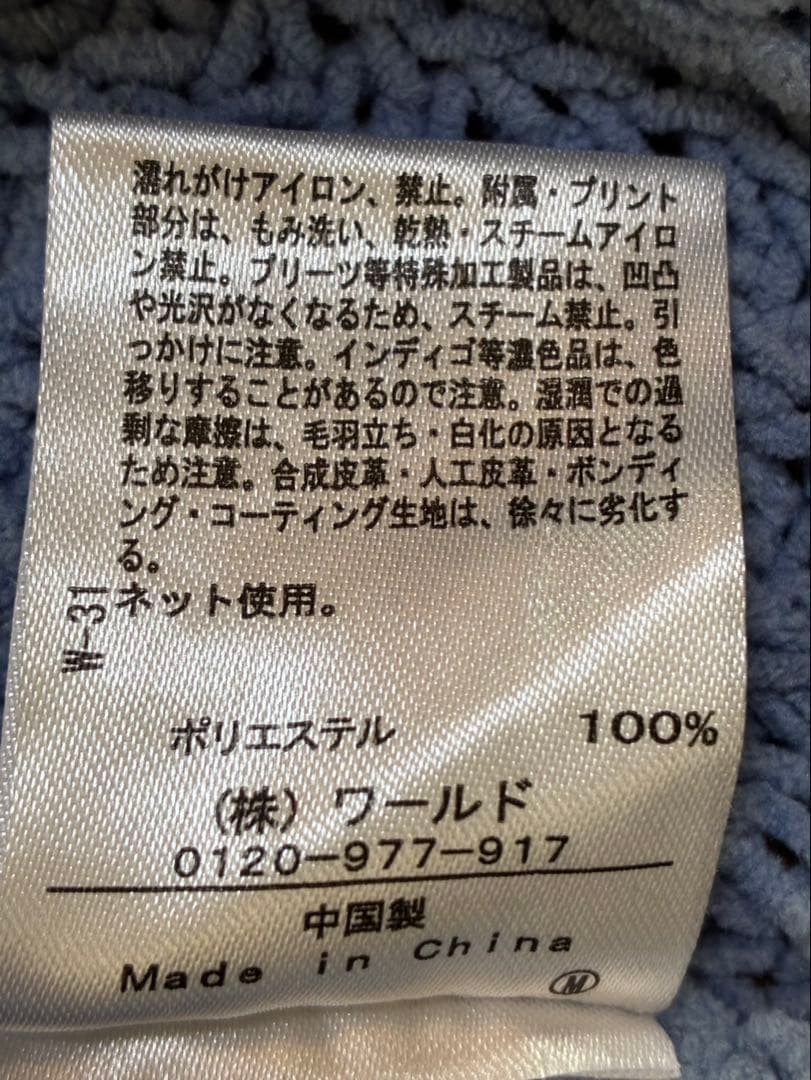 濡れがけアイロン、禁止。附属・プリント
部分は、もみ洗い、乾熱・スチームアイロ
ン禁止。プリーツ等特殊加工製品は、凹凸
や光沢がなくなるため、スチーム禁止。引
っかけに注意。インディゴ等濃色品は、色
移りすることがあるので注意。湿潤での過
剰な摩擦は、毛羽立ち・白化の原因となる
ため注意。合成皮革・人工皮革・ボンディ
ング・コーティング生地は、徐々に劣化す
る。
ネット使用。
W-31
ポリエステル 100%
(株) ワールド
0120-977-917
中国製
Made in China
M